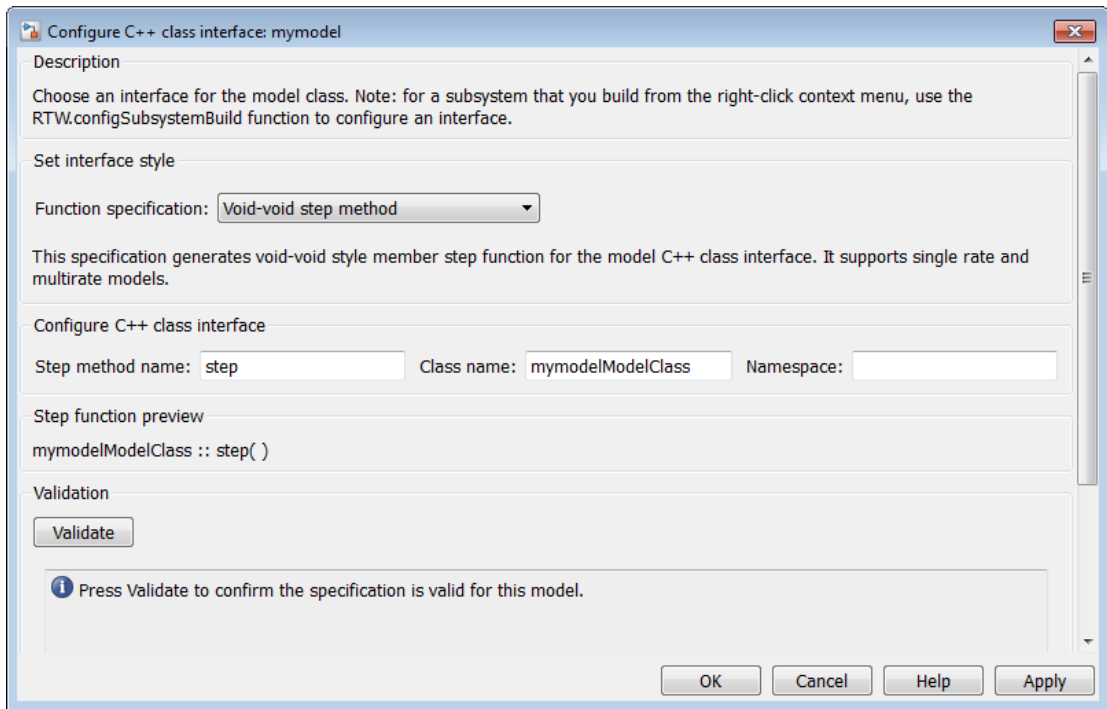 Configure C++ class interface: mymodel
Description
Choose an interface for the model class. Note: for a subsystem that you build from the right-click context menu, use the
RTW.configSubsystemBuild function to configure an interface.
Set interface style
Function specification: Void-void step method
This specification generates void-void style member step function for the model C++ class interface. It supports single rate and
multirate models.
Configure C++ class interface
Step method name: step Class name: mymodelModelClass Namespace:
Step function preview
mymodelModelClass :: step( )
Validation
Validate
Press Validate to confirm the specification is valid for this model.
OK Cancel Help Apply